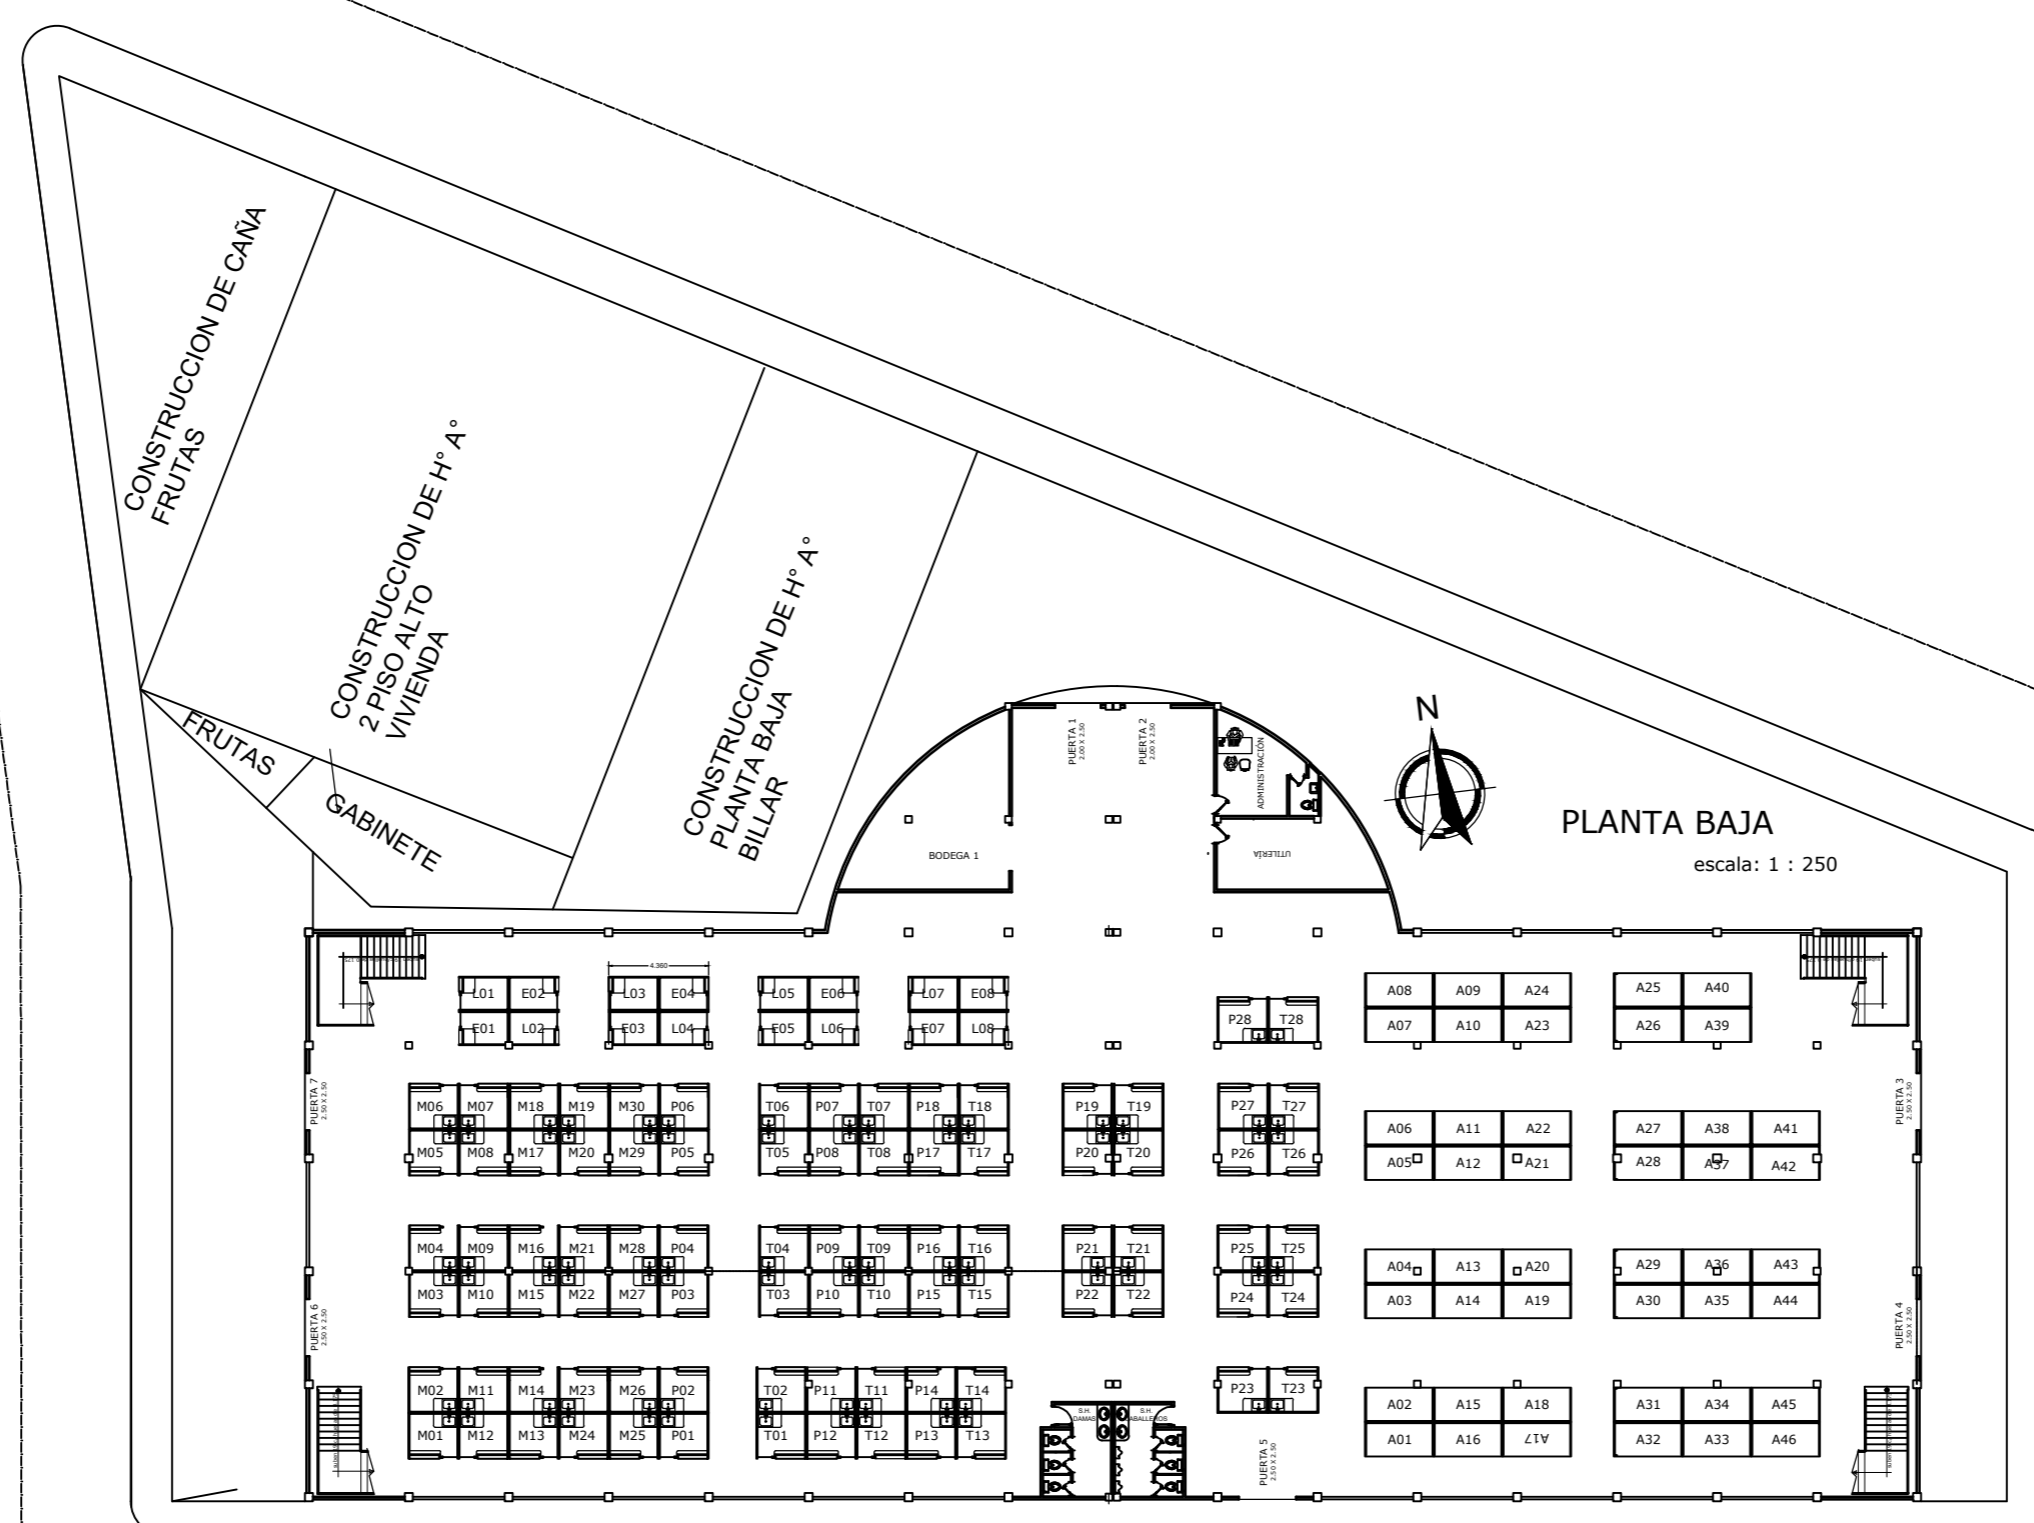 CONSTRUCCION DE CAÑA
FRUTAS
CONSTRUCCION DE H° A°
2 PISO ALTO
VIVIENDA
CONSTRUCCION DE H° A°
PLANTA BAJA
BILLAR
FRUTAS
GABINETE
N
PLANTA BAJA
escala: 1 : 250
PUERTA 1
2.00 X 2.50
PUERTA 2
2.00 X 2.50
ADMINISTRACIÓN
BODEGA 1
UTILERÍA
4.360
L01 E02 L03 E04 L05 E06 L07 E08
E01 L02 E03 L04 E05 L06 E07 L08
P28 T28
A08 A09 A24 A25 A40
A07 A10 A23 A26 A39
PUERTA 7
2.50 X 2.50
M06 M07 M18 M19 M30 P06 T06 P07 T07 P18 T18 P19 T19 P27 T27
M05 M08 M17 M20 M29 P05 T05 P08 T08 P17 T17 P20 T20 P26 T26
A06 A11 A22 A27 A38 A41
A05 A12 A21 A28 A37 A42
PUERTA 3
2.50 X 2.50
M04 M09 M16 M21 M28 P04 T04 P09 T09 P16 T16 P21 T21 P25 T25
M03 M10 M15 M22 M27 P03 T03 P10 T10 P15 T15 P22 T22 P24 T24
A04 A13 A20 A29 A36 A43
A03 A14 A19 A30 A35 A44
PUERTA 6
2.50 X 2.50
PUERTA 4
2.50 X 2.50
M02 M11 M14 M23 M26 P02 T02 P11 T11 P14 T14 P23 T23
M01 M12 M13 M24 M25 P01 T01 P12 T12 P13 T13
A02 A15 A18 A31 A34 A45
A01 A16 A17 A32 A33 A46
S.H.
DAMAS
S.H.
CABALLEROS
PUERTA 5
2.50 X 2.50